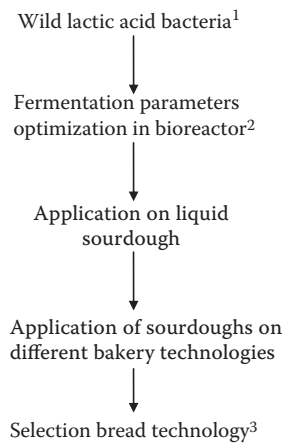 Wild lactic acid bacteria¹
Fermentation parameters
optimization in bioreactor²
Application on liquid
sourdough
Application of sourdoughs on
different bakery technologies
Selection bread technology³